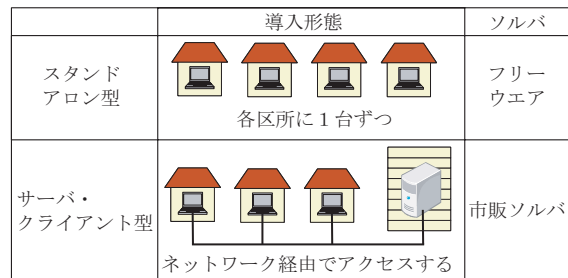 導入形態
ソルバ
スタンド
アロン型
各区所に１台ずつ
フリー
ウエア
サーバ・
クライアント型
ネットワーク経由でアクセスする
市販ソルバ